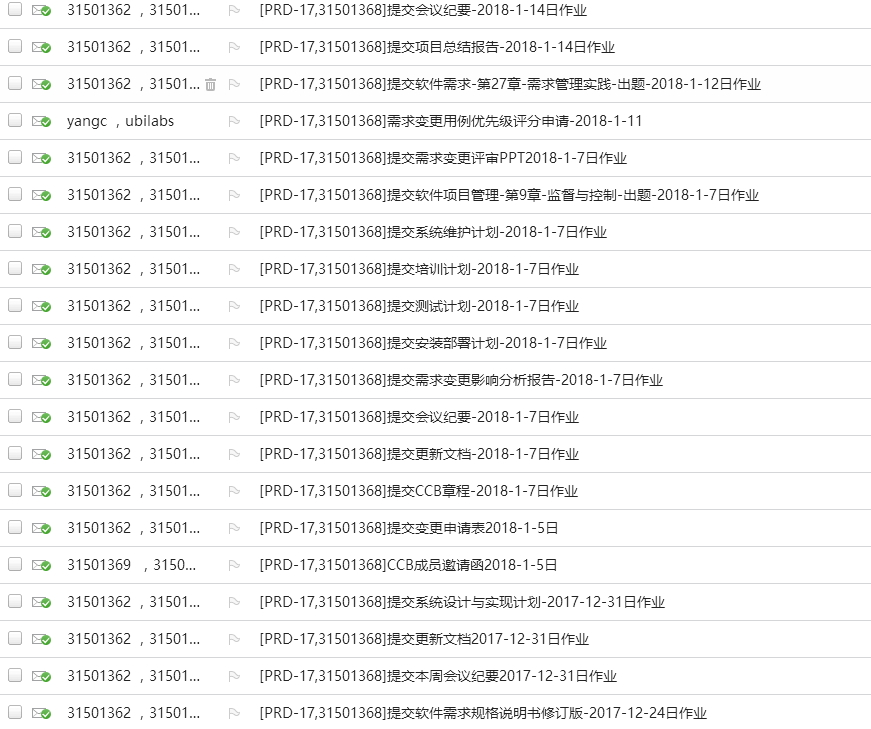 31501362 , 31501... [PRD-17,31501368]提交会议纪要-2018-1-14日作业
31501362 , 31501... [PRD-17,31501368]提交项目总结报告-2018-1-14日作业
31501362 , 31501... [PRD-17,31501368]提交软件需求-第27章-需求管理实践-出题-2018-1-12日作业
yangc , ubilabs [PRD-17,31501368]需求变更用例优先级评分申请-2018-1-11
31501362 , 31501... [PRD-17,31501368]提交需求变更评审PPT2018-1-7日作业
31501362 , 31501... [PRD-17,31501368]提交软件项目管理-第9章-监督与控制-出题-2018-1-7日作业
31501362 , 31501... [PRD-17,31501368]提交系统维护计划-2018-1-7日作业
31501362 , 31501... [PRD-17,31501368]提交培训计划-2018-1-7日作业
31501362 , 31501... [PRD-17,31501368]提交测试计划-2018-1-7日作业
31501362 , 31501... [PRD-17,31501368]提交安装部署计划-2018-1-7日作业
31501362 , 31501... [PRD-17,31501368]提交需求变更影响分析报告-2018-1-7日作业
31501362 , 31501... [PRD-17,31501368]提交会议纪要-2018-1-7日作业
31501362 , 31501... [PRD-17,31501368]提交更新文档-2018-1-7日作业
31501362 , 31501... [PRD-17,31501368]提交CCB章程-2018-1-7日作业
31501362 , 31501... [PRD-17,31501368]提交变更申请表2018-1-5日
31501369 , 3150... [PRD-17,31501368]CCB成员邀请函2018-1-5日
31501362 , 31501... [PRD-17,31501368]提交系统设计与实现计划-2017-12-31日作业
31501362 , 31501... [PRD-17,31501368]提交更新文档2017-12-31日作业
31501362 , 31501... [PRD-17,31501368]提交本周会议纪要2017-12-31日作业
31501362 , 31501... [PRD-17,31501368]提交软件需求规格说明书修订版-2017-12-24日作业